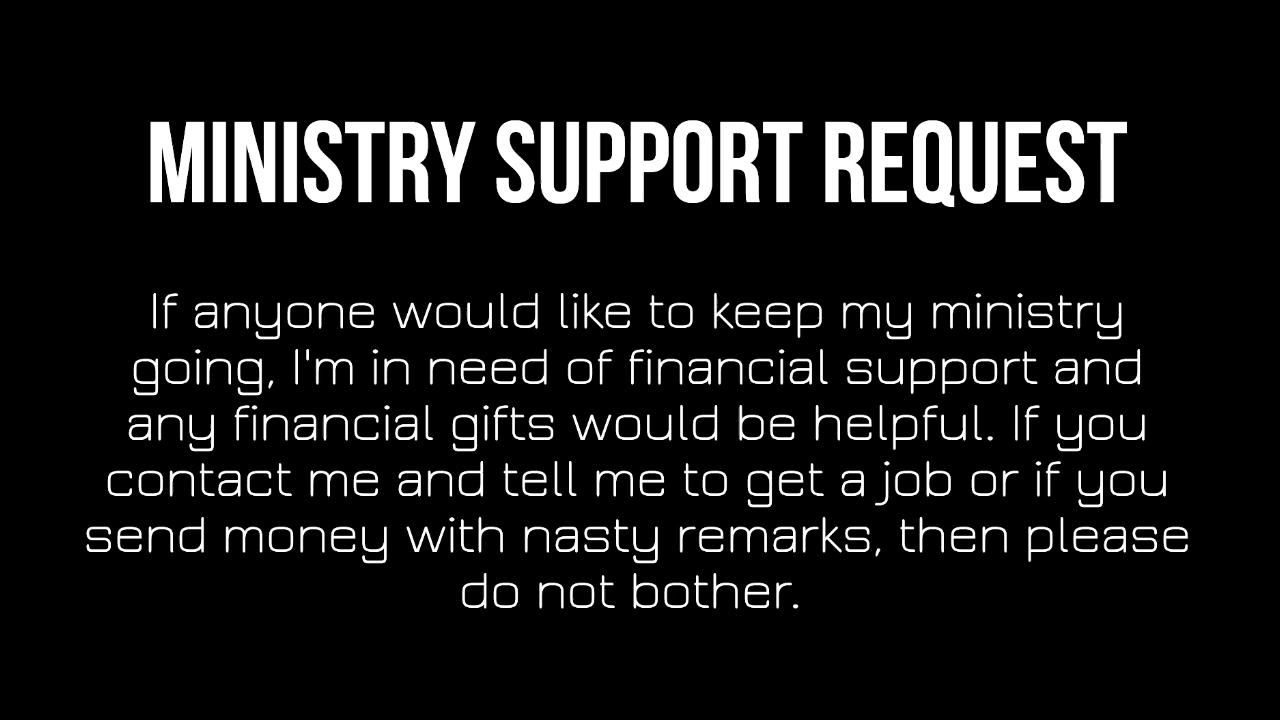 MINISTRY SUPPORT REQUEST
If anyone would like to keep my ministry
going, I'm in need of financial support and
any financial gifts would be helpful. If you
contact me and tell me to get a job or if you
send money with nasty remarks, then please
do not bother.